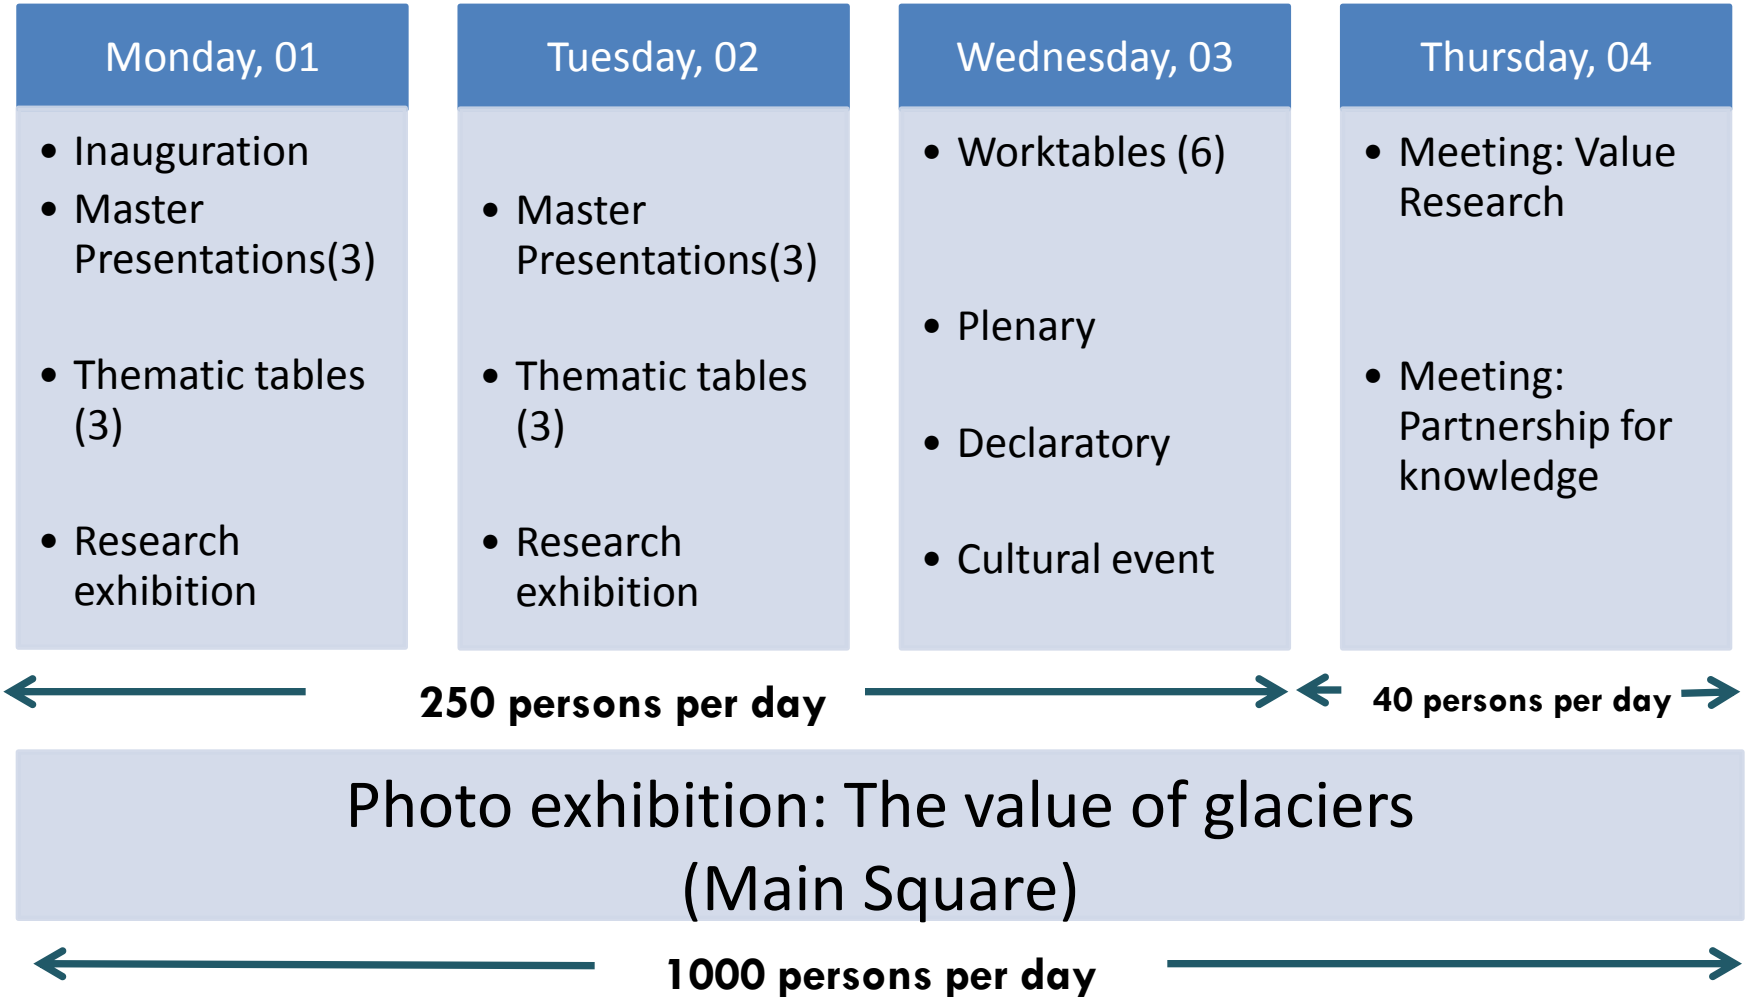 Monday, 01
• Inauguration
• Master
Presentations(3)
• Thematic tables
(3)
• Research
exhibition
Tuesday, 02
• Master
Presentations(3)
• Thematic tables
(3)
• Research
exhibition
Wednesday, 03
• Worktables (6)
• Plenary
• Declaratory
• Cultural event
Thursday, 04
• Meeting: Value
Research
• Meeting:
Partnership for
knowledge
250 persons per day
40 persons per day
Photo exhibition: The value of glaciers
(Main Square)
1000 persons per day